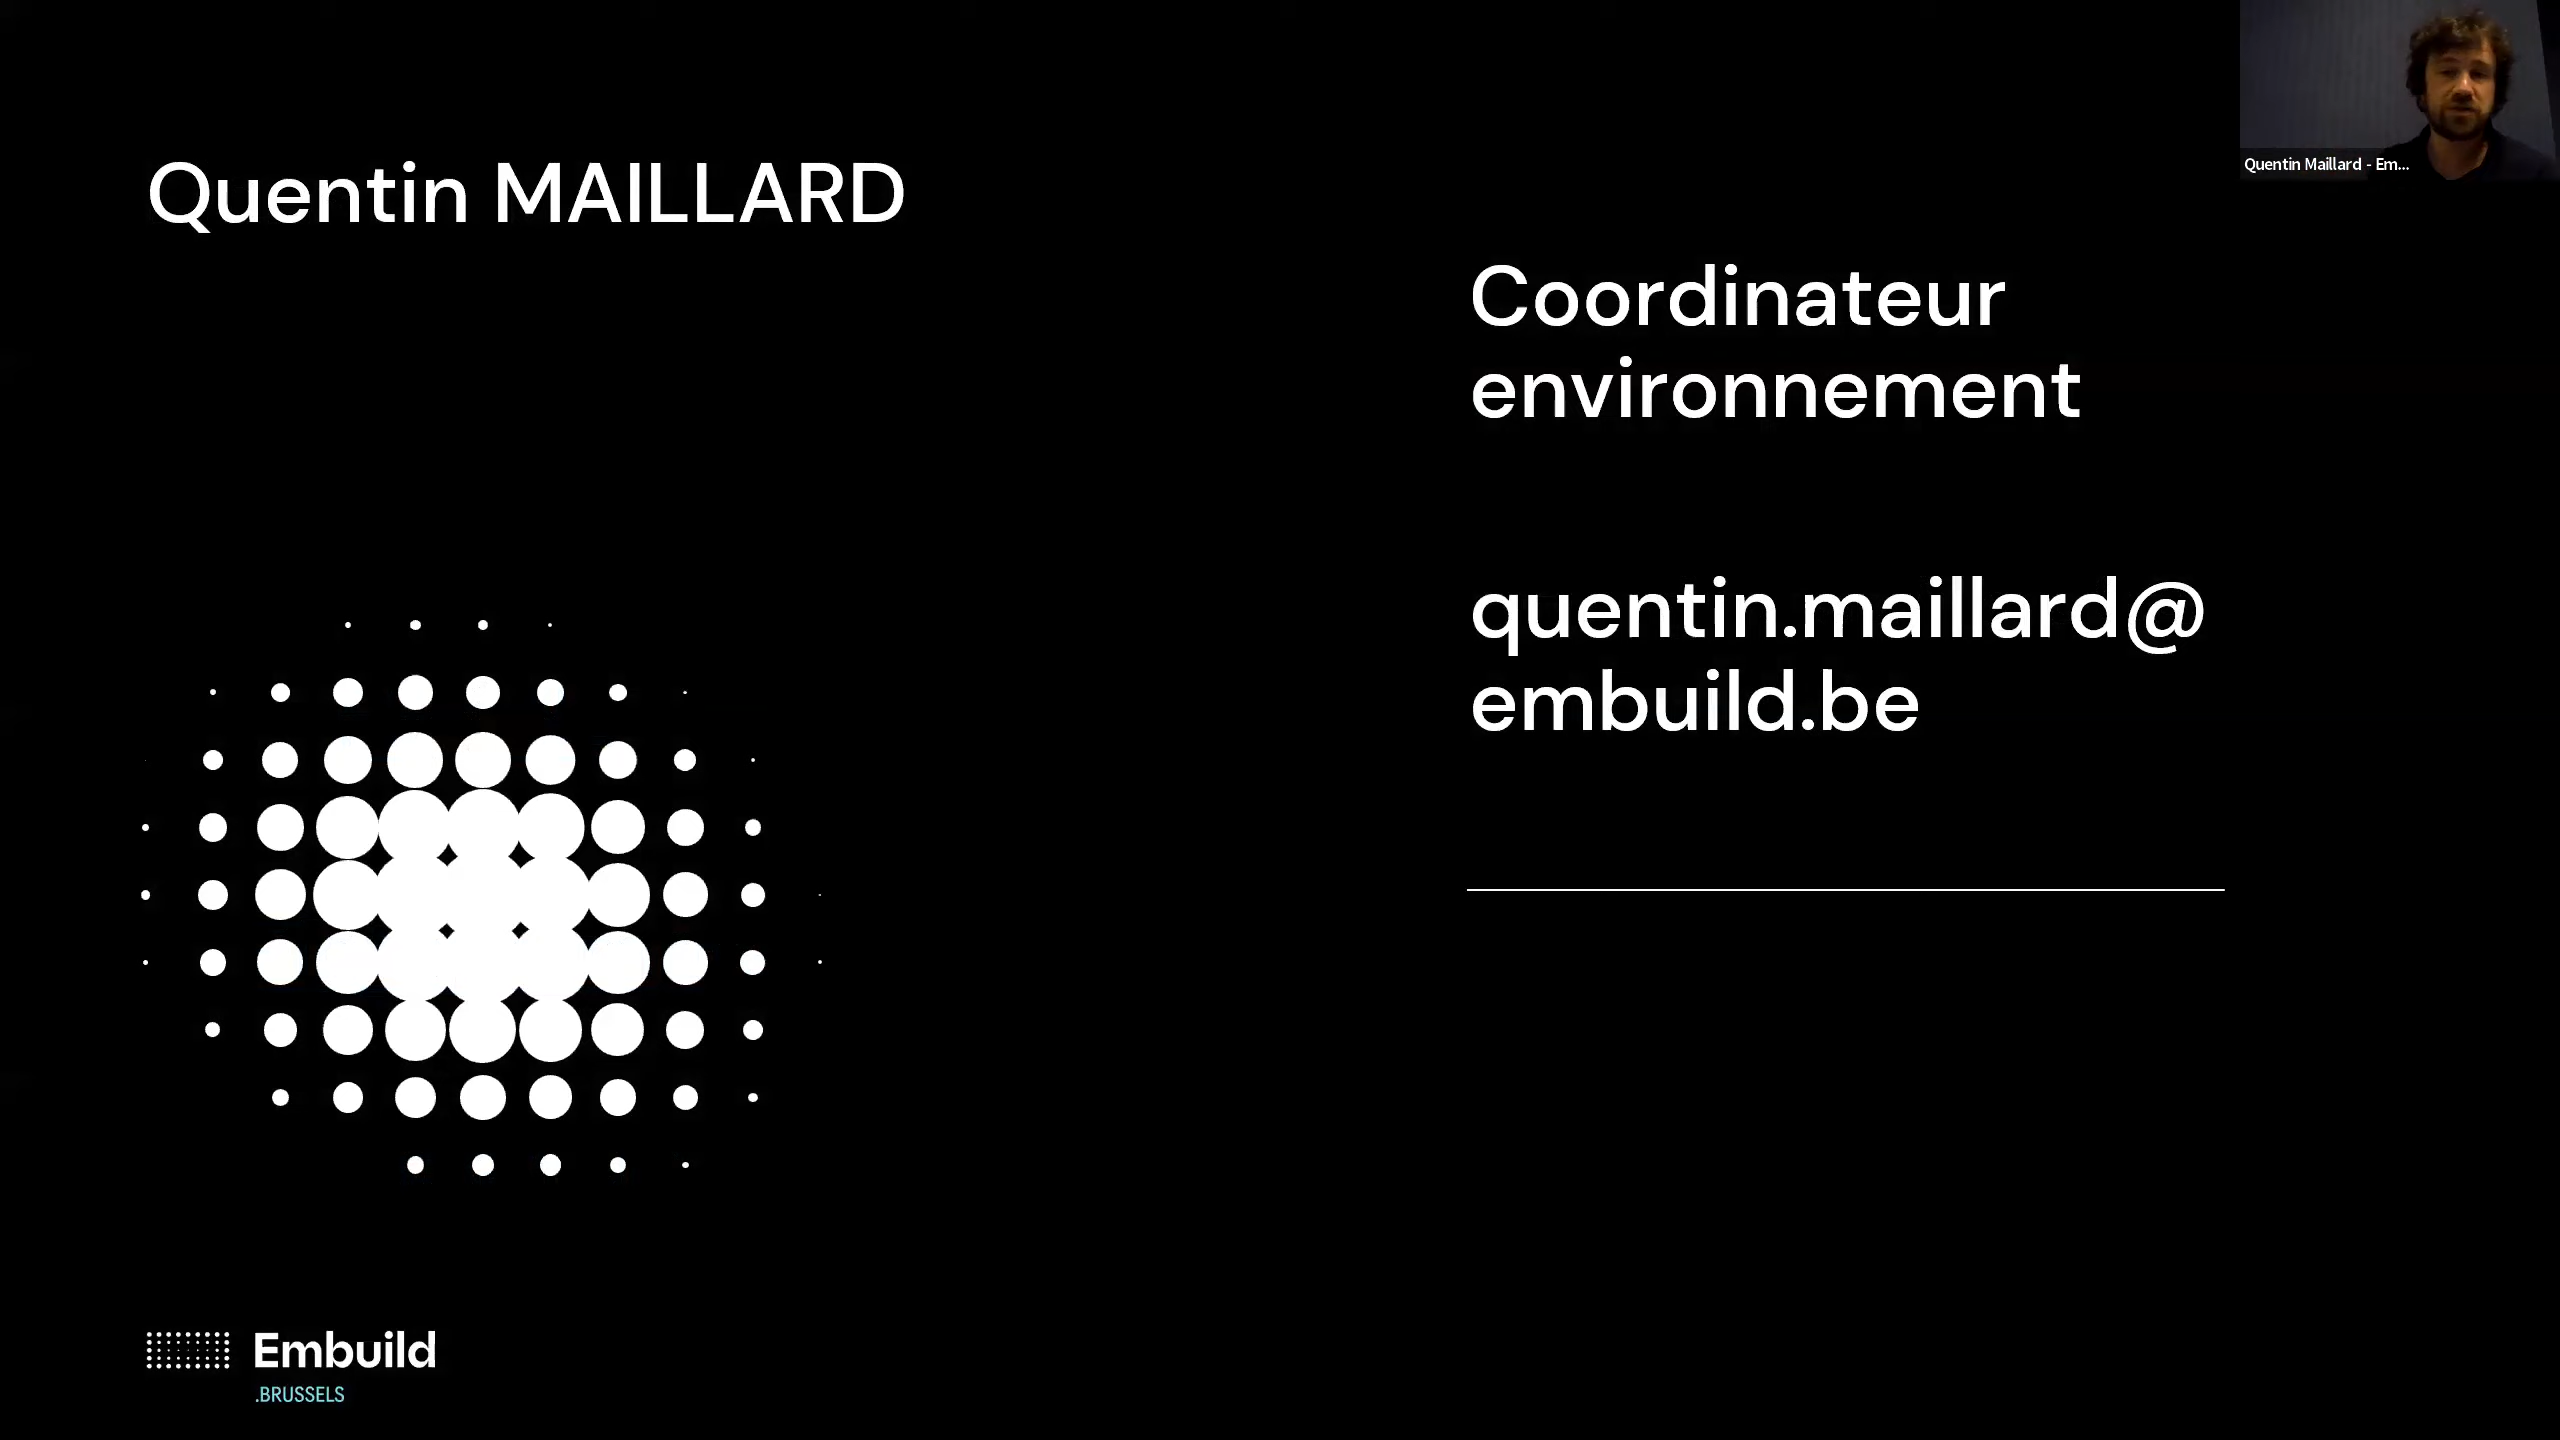 Quentin MAILLARD
Quentin Maillard - Em...
Coordinateur
environnement
quentin.maillard@
embuild.be
Embuild
.BRUSSELS